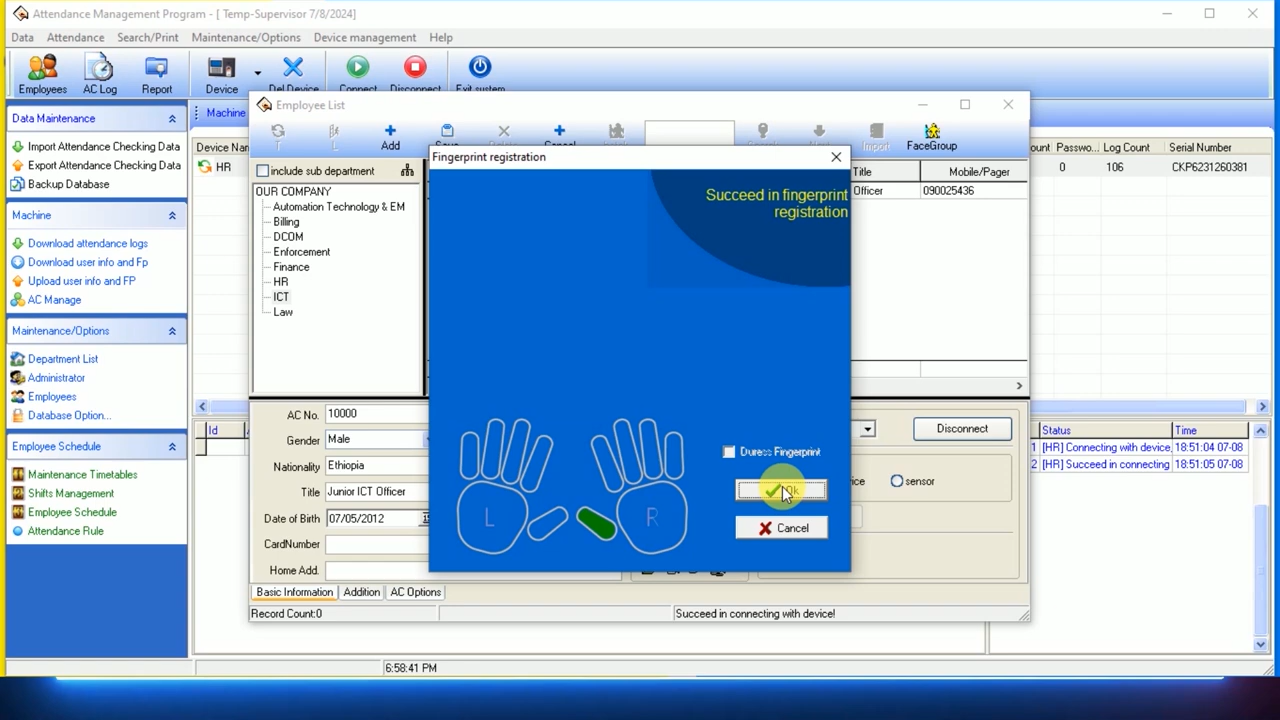 Attendance Management Program - [ Temp-Supervisor 7/8/2024]
Data Attendance Search/Print Maintenance/Options Device management Help
Employees AC Log Report Device Del Device Connect Disconnect Exit system
Data Maintenance
Import Attendance Checking Data
Export Attendance Checking Data
Backup Database
Machine
Download attendance logs
Download user info and Fp
Upload user info and FP
AC Manage
Maintenance/Options
Department List
Administrator
Employees
Database Option...
Employee Schedule
Maintenance Timetables
Shifts Management
Employee Schedule
Attendance Rule
Machine
Device Na
HR
Passwo... Log Count Serial Number
0 106 CKP6231260381
Employee List
Add Save Cancel Import FaceGroup
include sub department
OUR COMPANY
Automation Technology & EM
Billing
DCOM
Enforcement
Finance
HR
ICT
Law
Title Mobile/Pager
Officer 090025436
Fingerprint registration
Succeed in fingerprint
registration
L R
Duress Fingerprint
Ok
Cancel
AC No. 10000
Gender Male
Nationality Ethiopia
Title Junior ICT Officer
Date of Birth 07/05/2012
CardNumber
Home Add.
Disconnect
sensor
Basic Information Addition AC Options
Record Count:0
Succeed in connecting with device!
Id
Status Time
1 [HR] Connecting with device, 18:51:04 07-08
2 [HR] Succeed in connecting 18:51:05 07-08
6:58:41 PM